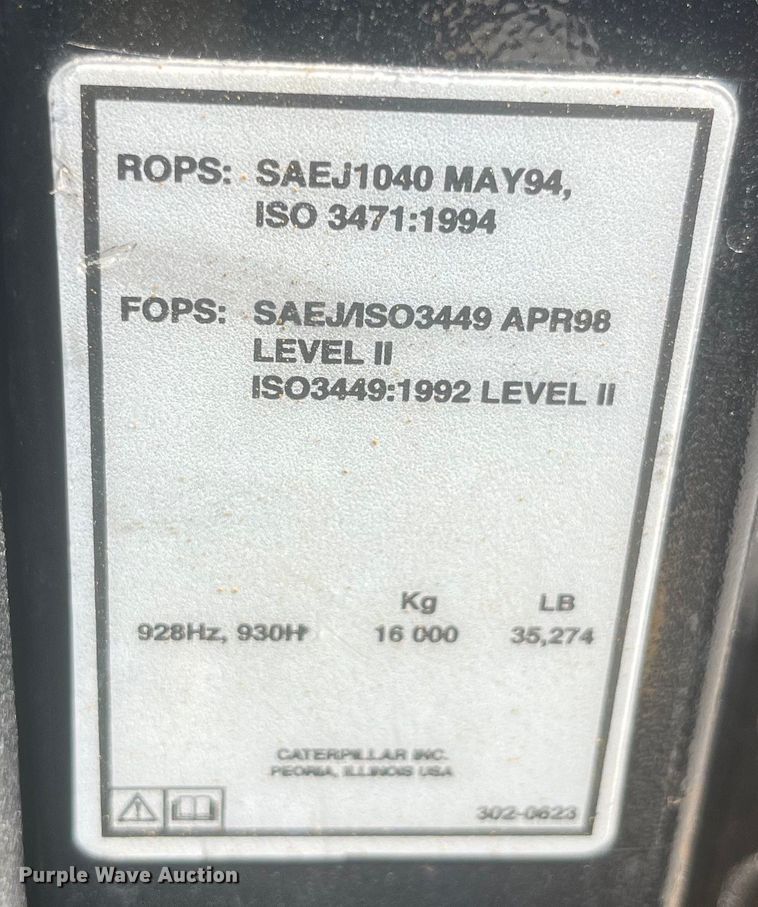 ROPS: SAEJ1040 MAY94,
ISO 3471:1994
FOPS: SAEJ/ISO3449 APR98
LEVEL II
ISO3449:1992 LEVEL II
Kg LB
928Hz, 930H 16 000 35,274
CATERPILLAR INC.
PEORIA, ILLINOIS USA
302-0623
Purple Wave Auction